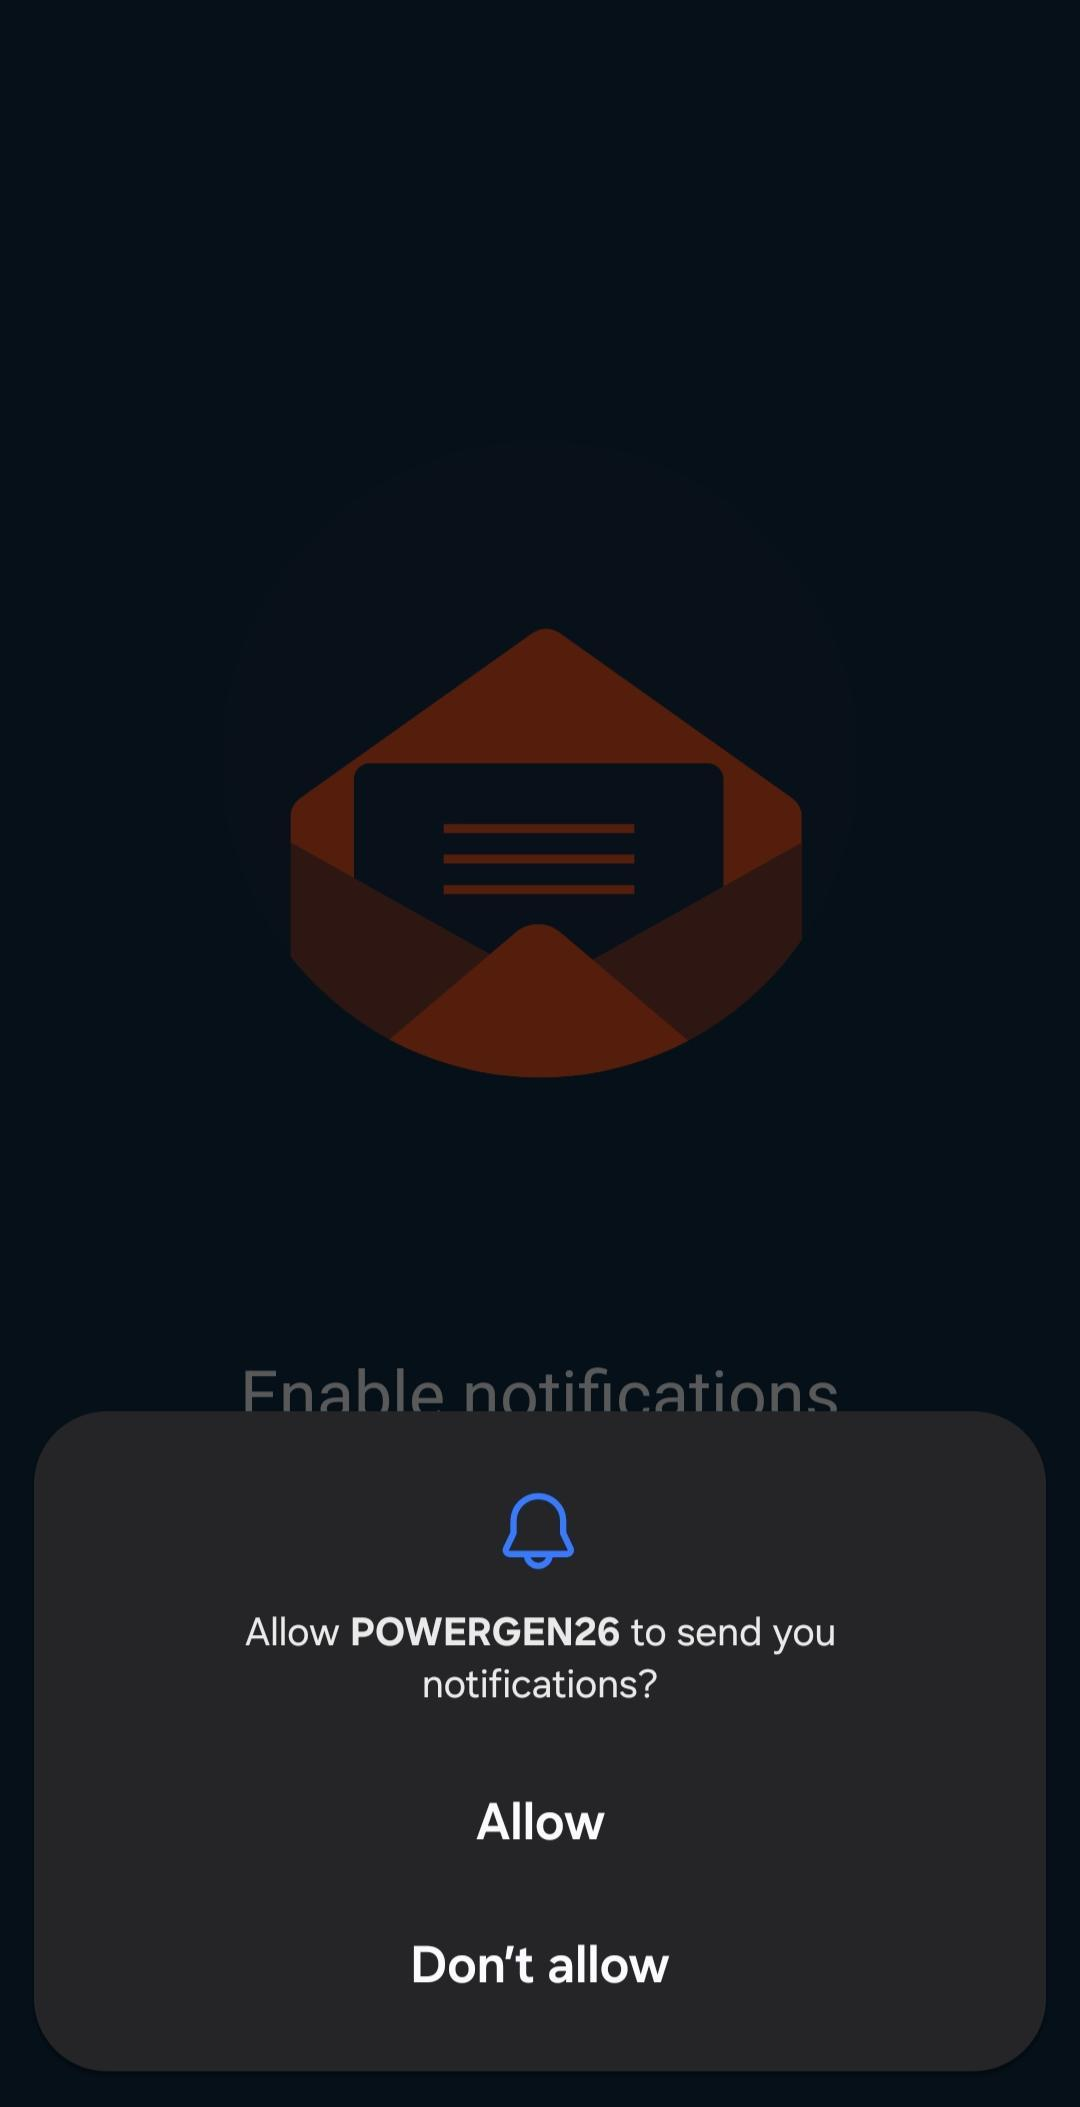 Enable notifications
Allow POWERGEN26 to send you
notifications?
Allow
Don't allow